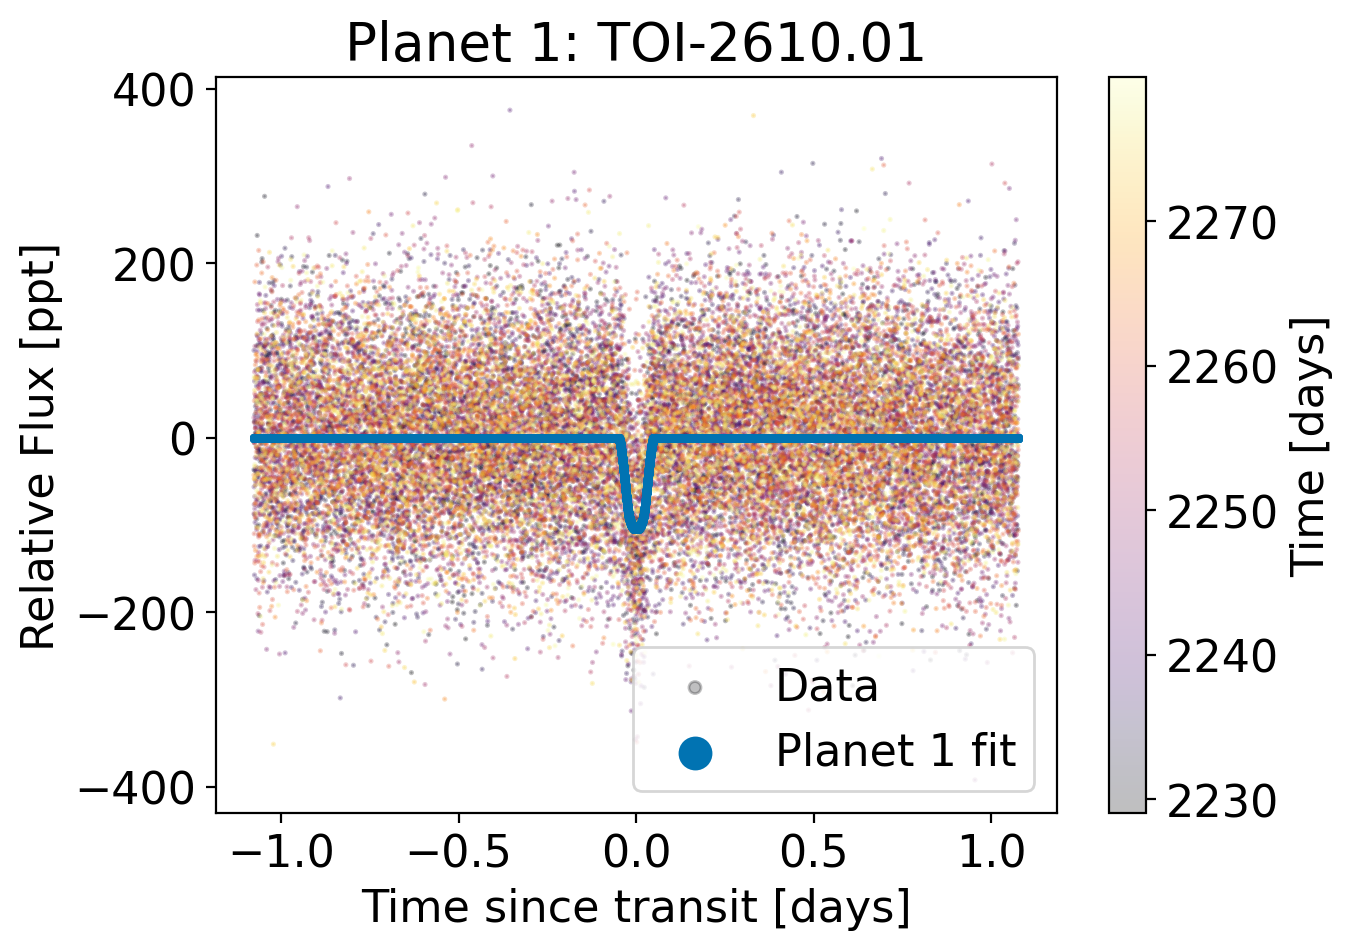 Planet 1: TOI-2610.01
400
200
0
−200
−400
Relative Flux [ppt]
−1.0 −0.5 0.0 0.5 1.0
Time since transit [days]
Data
Planet 1 fit
2270
2260
2250
2240
2230
Time [days]